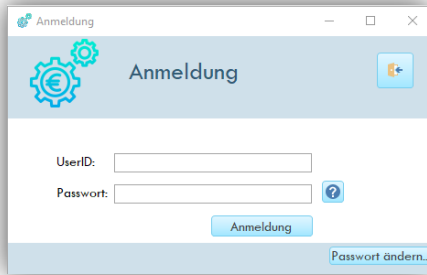 Anmeldung
Anmeldung
UserID:
Passwort:
?
Anmeldung
Passwort ändern...